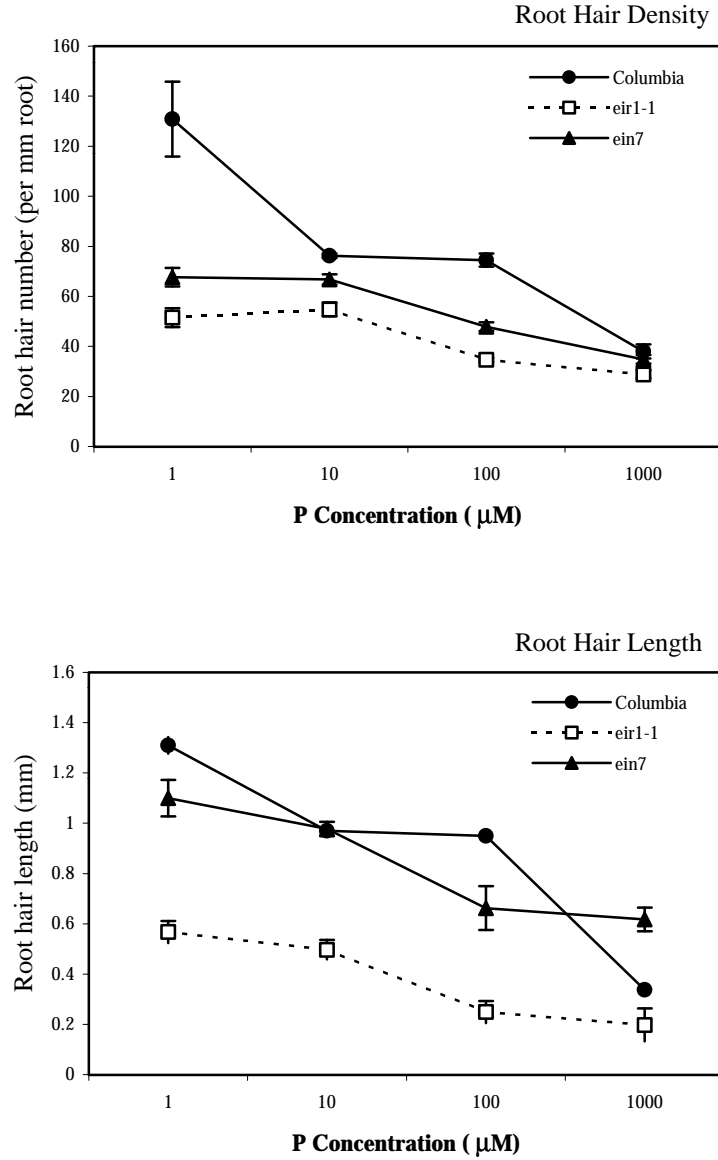 Root Hair Density
160
140
120
100
80
60
40
20
0
Root hair number (per mm root)
Columbia
eir1-1
ein7
1 10 100 1000
P Concentration ( μM)
Root Hair Length
1.6
1.4
1.2
1
0.8
0.6
0.4
0.2
0
Root hair length (mm)
Columbia
eir1-1
ein7
1 10 100 1000
P Concentration ( μM)